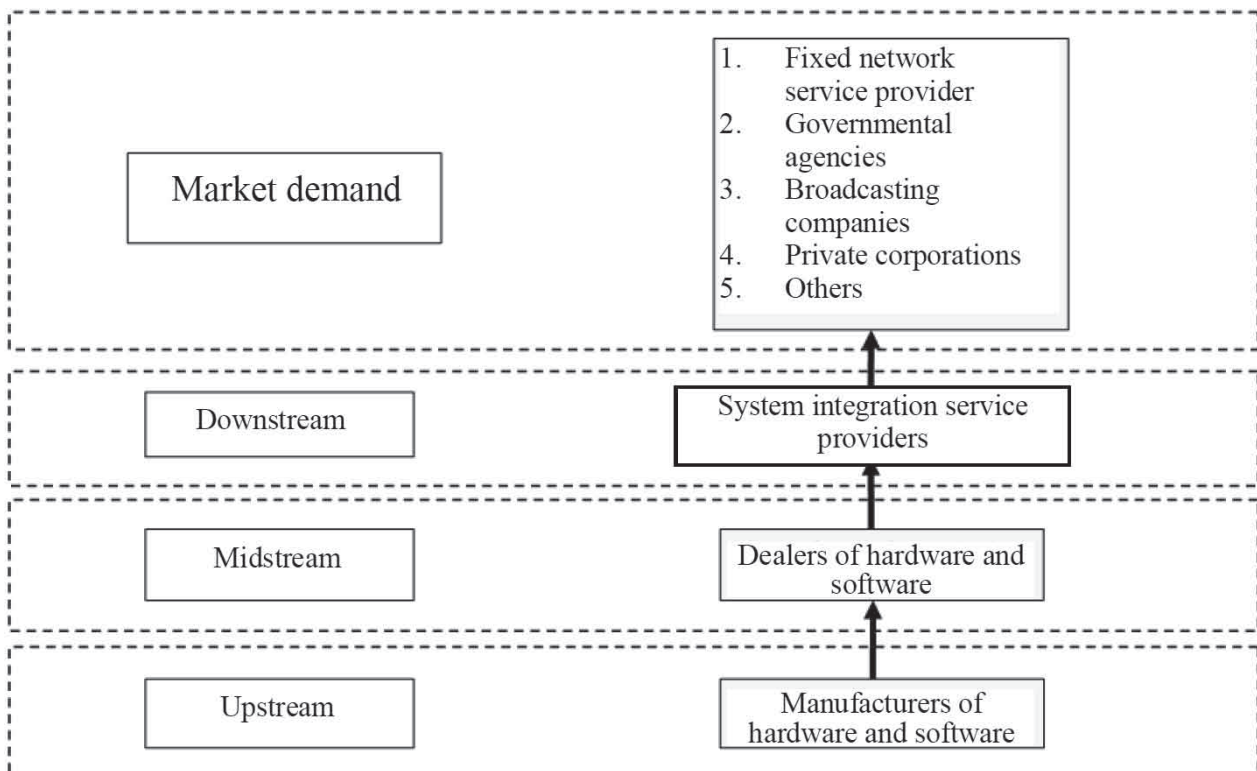 Market demand
1. Fixed network
service provider
2. Governmental
agencies
3. Broadcasting
companies
4. Private corporations
5. Others
Downstream
System integration service
providers
Midstream
Dealers of hardware and
software
Upstream
Manufacturers of
hardware and software